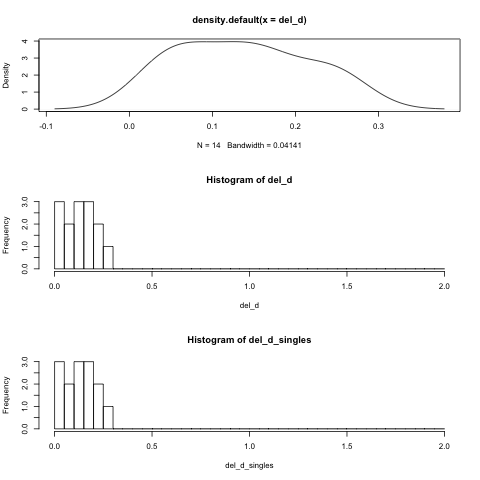 density.default(x = del_d)
Density
0 1 2 3 4
-0.1 0.0 0.1 0.2 0.3
N = 14 Bandwidth = 0.04141
Histogram of del_d
Frequency
0.0 1.0 2.0 3.0
0.0 0.5 1.0 1.5 2.0
del_d
Histogram of del_d_singles
Frequency
0.0 1.0 2.0 3.0
0.0 0.5 1.0 1.5 2.0
del_d_singles